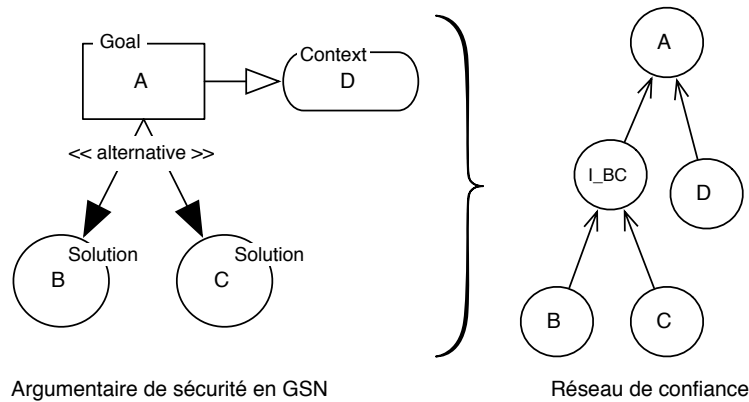 Goal
A
Context
D
<< alternative >>
Solution
B
Solution
C
A
I_BC
D
B
C
Argumentaire de sécurité en GSN
Réseau de confiance